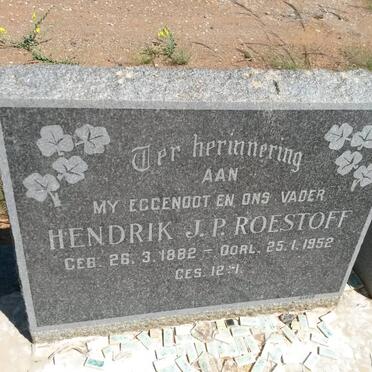 Ter herinnering
AAN
MY EGGENOOT EN ONS VADER
HENDRIK J.P. ROESTOFF
GEB. 26.3.1882 - OORL. 25.1.1952
GES. 12:1.